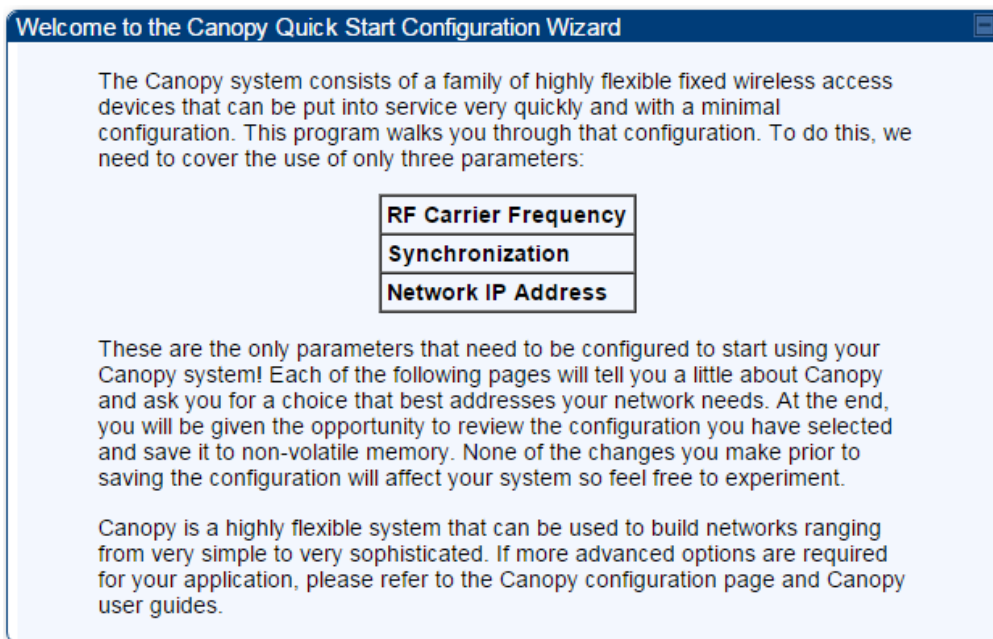 Welcome to the Canopy Quick Start Configuration Wizard
The Canopy system consists of a family of highly flexible fixed wireless access
devices that can be put into service very quickly and with a minimal
configuration. This program walks you through that configuration. To do this, we
need to cover the use of only three parameters:
RF Carrier Frequency
Synchronization
Network IP Address
These are the only parameters that need to be configured to start using your
Canopy system! Each of the following pages will tell you a little about Canopy
and ask you for a choice that best addresses your network needs. At the end,
you will be given the opportunity to review the configuration you have selected
and save it to non-volatile memory. None of the changes you make prior to
saving the configuration will affect your system so feel free to experiment.
Canopy is a highly flexible system that can be used to build networks ranging
from very simple to very sophisticated. If more advanced options are required
for your application, please refer to the Canopy configuration page and Canopy
user guides.